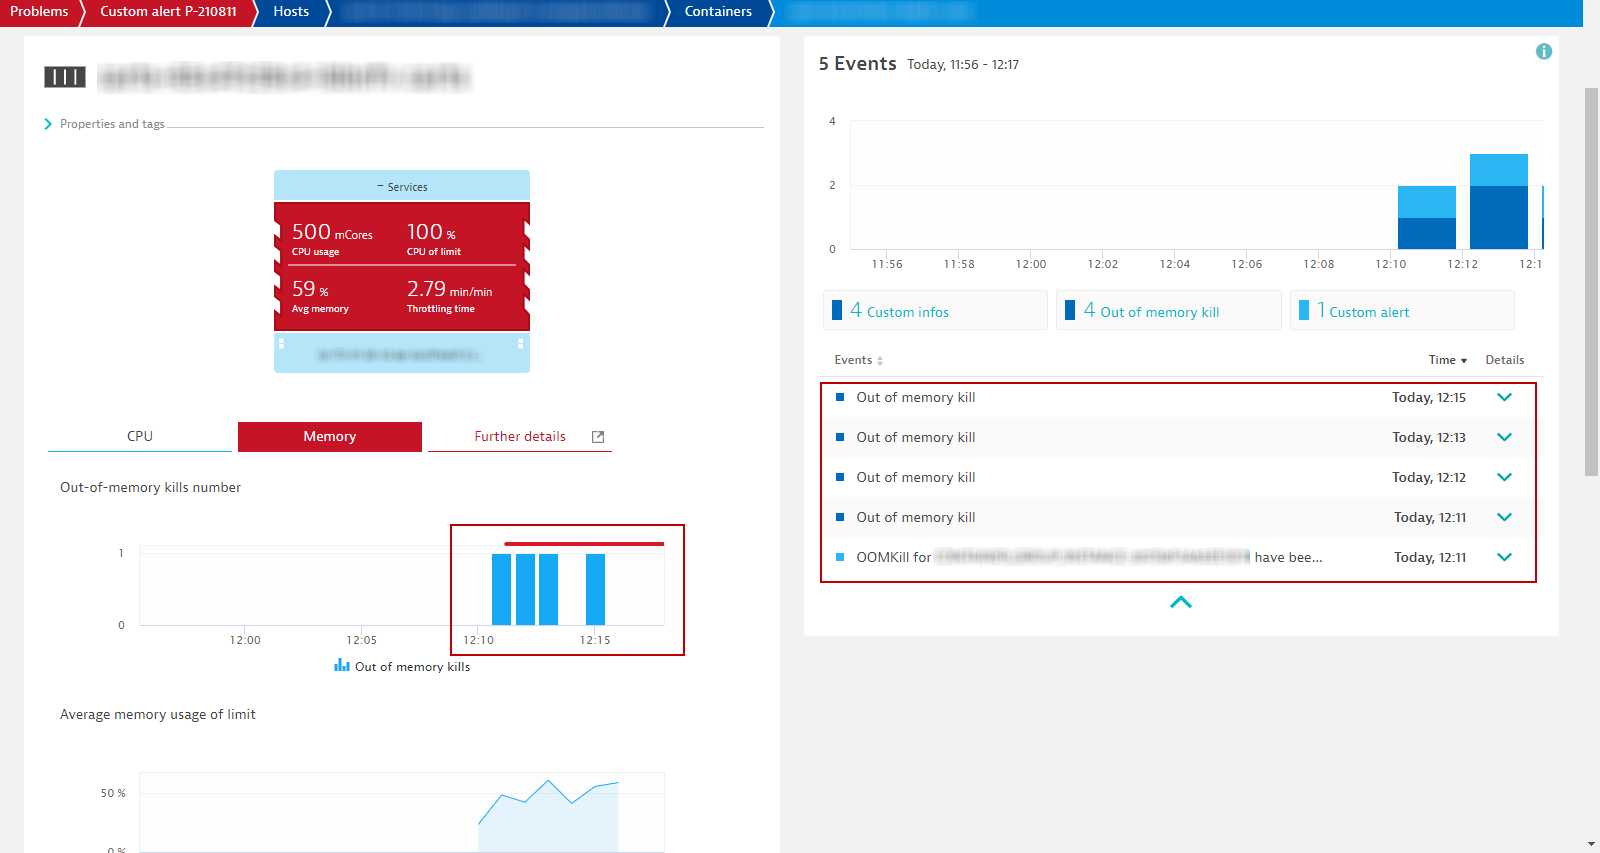 Problems
Custom alert P-210811
Hosts
Containers
Properties and tags
– Services
500 mCores
CPU usage
100 %
CPU of limit
59 %
Avg memory
2.79 min/min
Throttling time
CPU
Memory
Further details
Out-of-memory kills number
1
0
12:00
12:05
12:10
12:15
Out of memory kills
Average memory usage of limit
50 %
0 %
5 Events Today, 11:56 - 12:17
4
2
0
11:56
11:58
12:00
12:02
12:04
12:06
12:08
12:10
12:12
12:1
4 Custom infos
4 Out of memory kill
1 Custom alert
Events
Time
Details
Out of memory kill Today, 12:15
Out of memory kill Today, 12:13
Out of memory kill Today, 12:12
Out of memory kill Today, 12:11
OOMKill for have bee... Today, 12:11